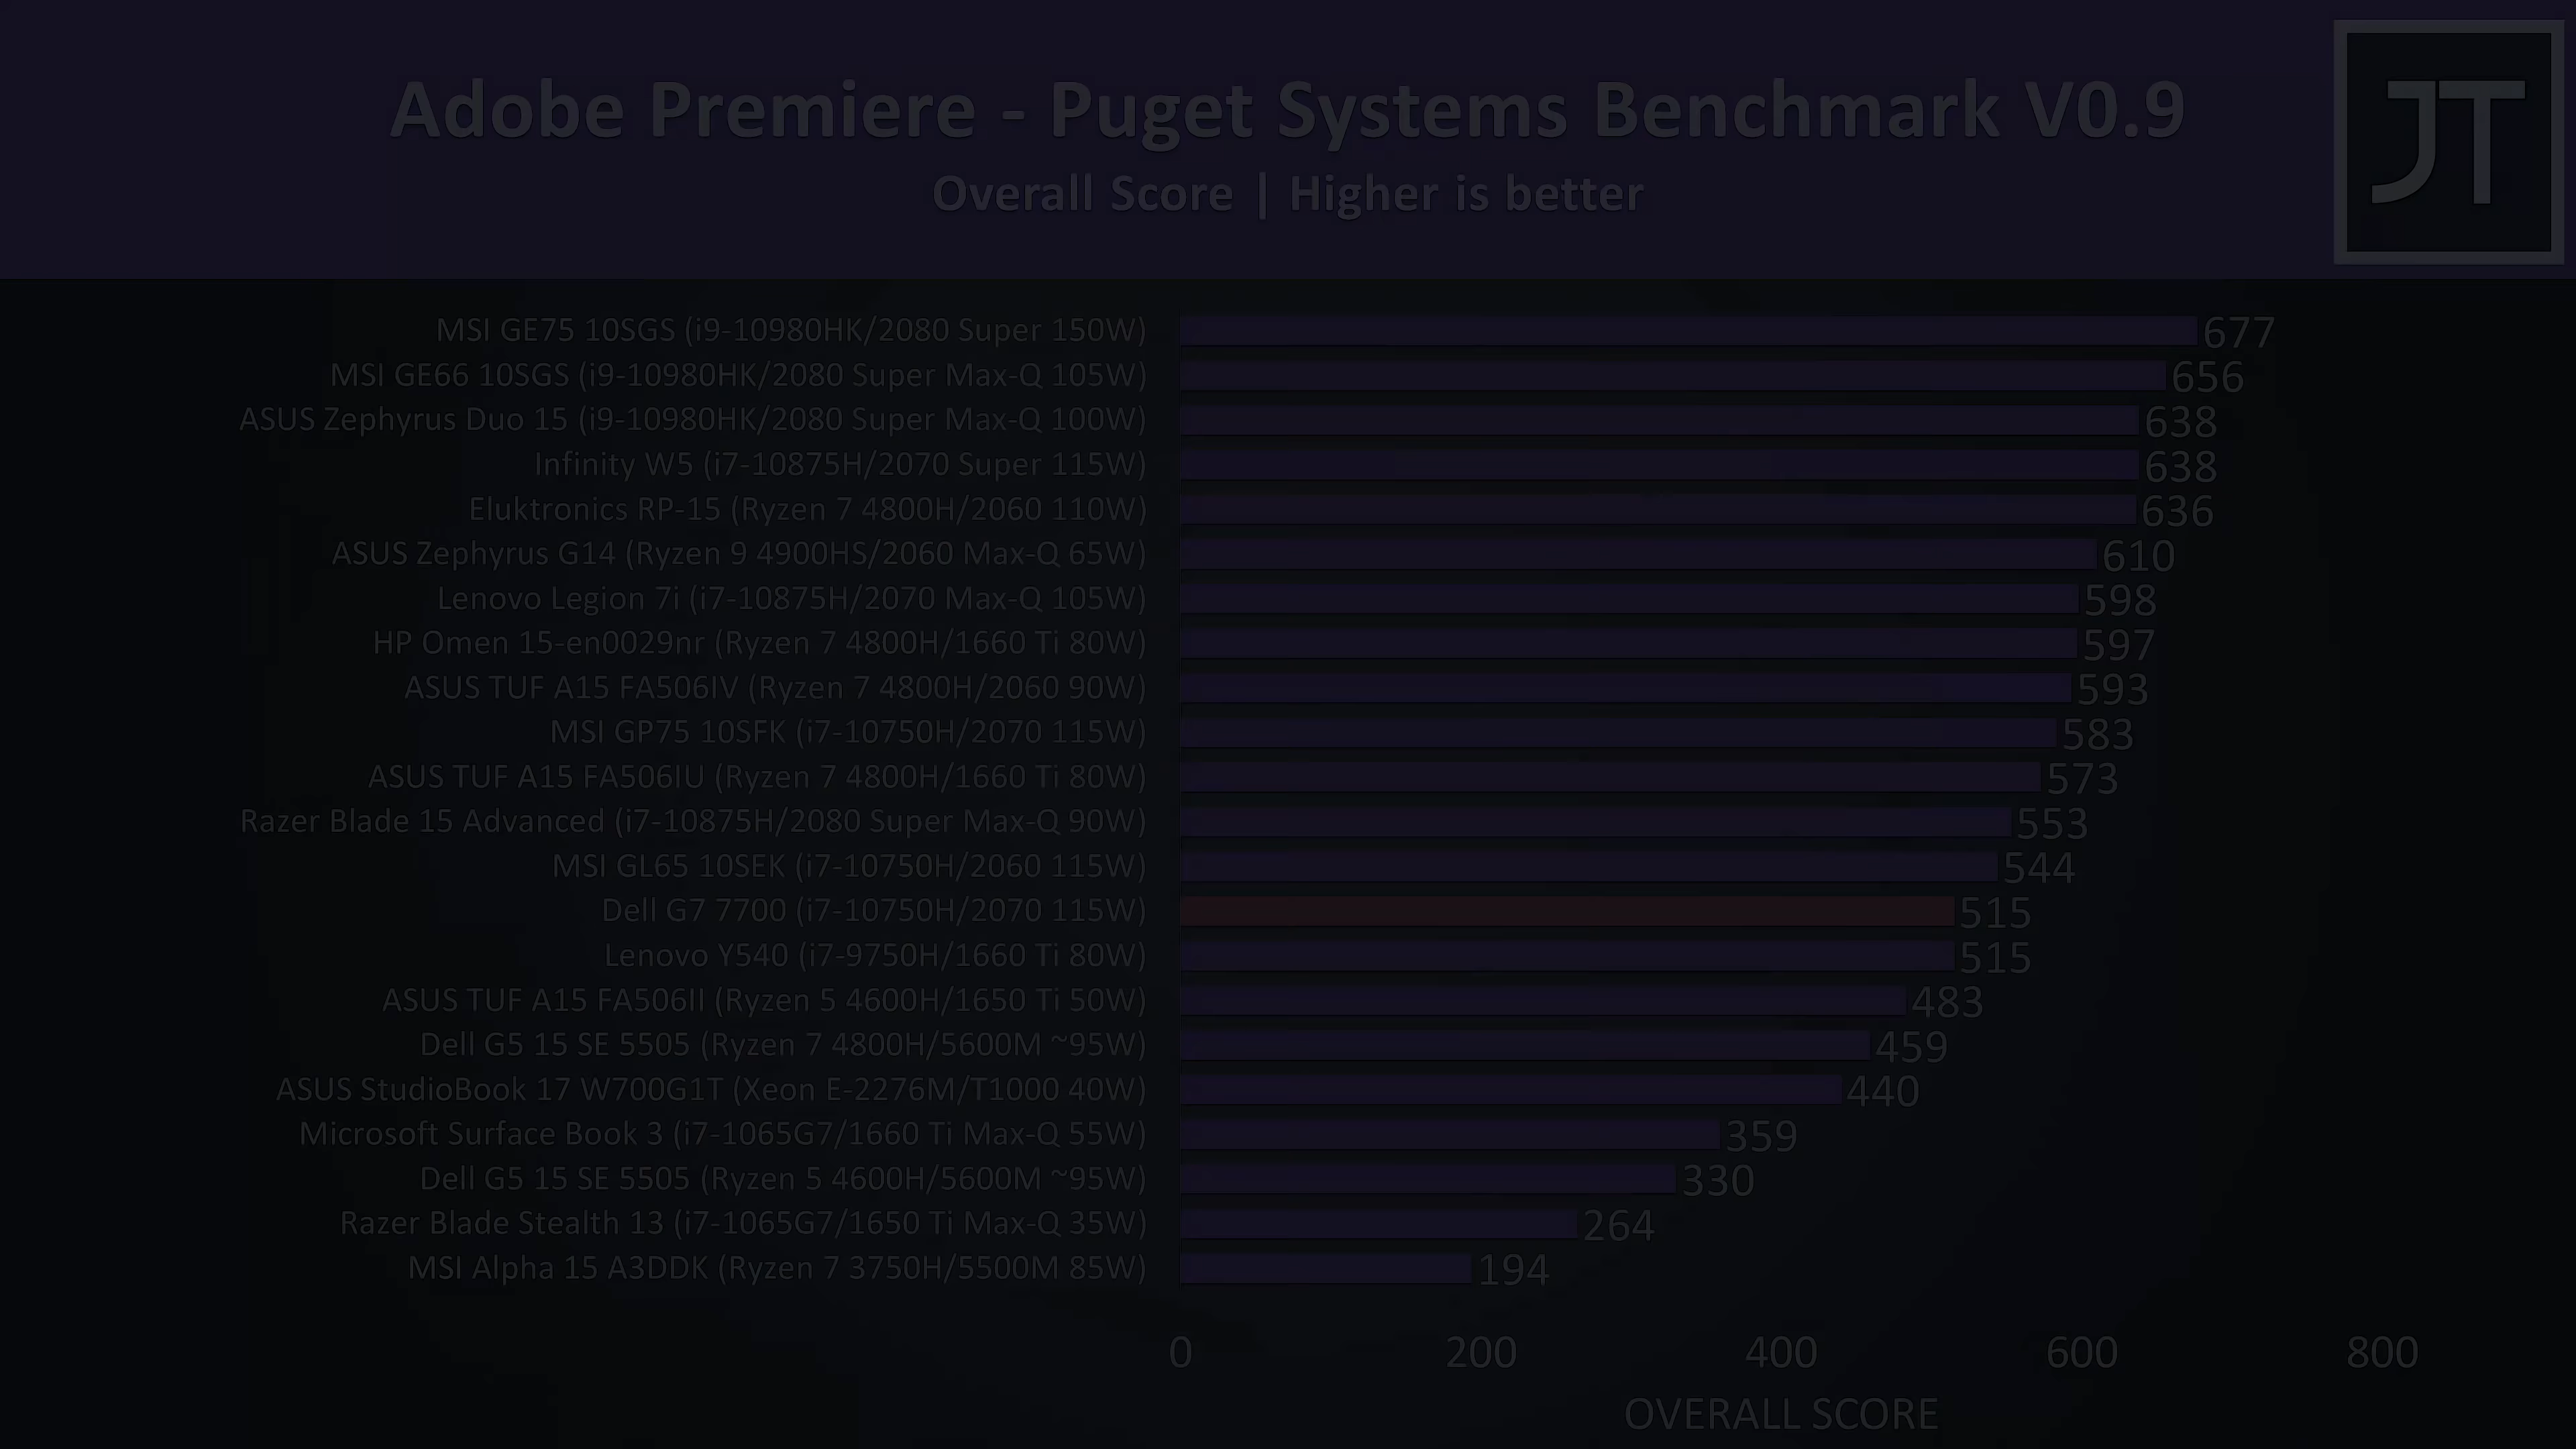 Adobe Premiere - Puget Systems Benchmark V0.9
JT
Overall Score | Higher is better
MSI GE75 10SGS (i9-10980HK/2080 Super 150W) 677
MSI GE66 10SGS (i9-10980HK/2080 Super Max-Q 105W) 656
ASUS Zephyrus Duo 15 (i9-10980HK/2080 Super Max-Q 100W) 638
Infinity W5 (i7-10875H/2070 Super 115W) 638
Eluktronics RP-15 (Ryzen 7 4800H/2060 110W) 636
ASUS Zephyrus G14 (Ryzen 9 4900HS/2060 Max-Q 65W) 610
Lenovo Legion 7i (i7-10875H/2070 Max-Q 105W) 598
HP Omen 15-en0029nr (Ryzen 7 4800H/1660 Ti 80W) 597
ASUS TUF A15 FA506IV (Ryzen 7 4800H/2060 90W) 593
MSI GP75 10SFK (i7-10750H/2070 115W) 583
ASUS TUF A15 FA506IU (Ryzen 7 4800H/1660 Ti 80W) 573
Razer Blade 15 Advanced (i7-10875H/2080 Super Max-Q 90W) 553
MSI GL65 10SEK (i7-10750H/2060 115W) 544
Dell G7 7700 (i7-10750H/2070 115W) 515
Lenovo Y540 (i7-9750H/1660 Ti 80W) 515
ASUS TUF A15 FA506II (Ryzen 5 4600H/1650 Ti 50W) 483
Dell G5 15 SE 5505 (Ryzen 7 4800H/5600M ~95W) 459
ASUS StudioBook 17 W700G1T (Xeon E-2276M/T1000 40W) 440
Microsoft Surface Book 3 (i7-1065G7/1660 Ti Max-Q 55W) 359
Dell G5 15 SE 5505 (Ryzen 5 4600H/5600M ~95W) 330
Razer Blade Stealth 13 (i7-1065G7/1650 Ti Max-Q 35W) 264
MSI Alpha 15 A3DDK (Ryzen 7 3750H/5500M 85W) 194
0 200 400 600 800
OVERALL SCORE